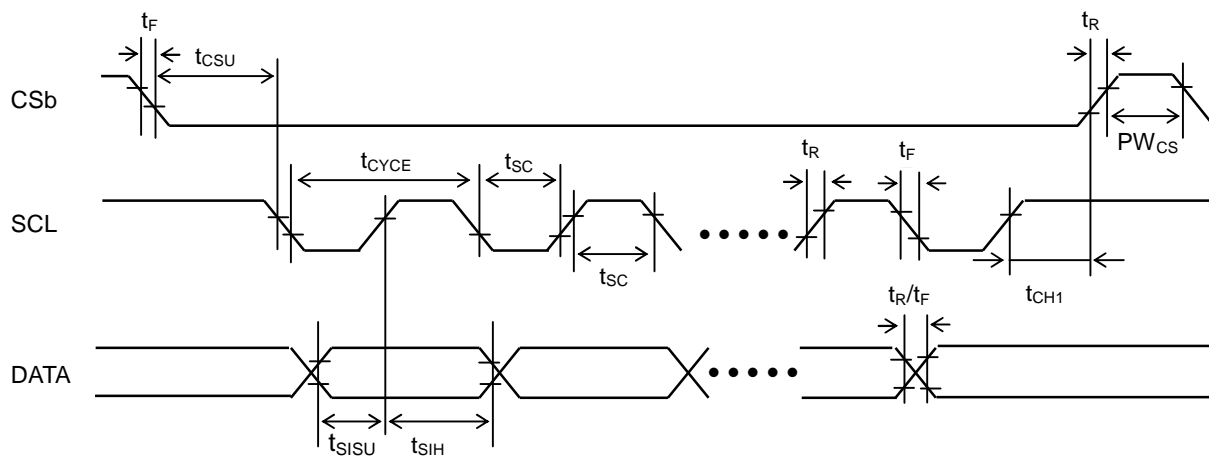 tF
tCSU
tR
CSb
PWCS
tCYCE
tSC
tR
tF
SCL
tSC
tCH1
tR/tF
DATA
tSISU
tSIH